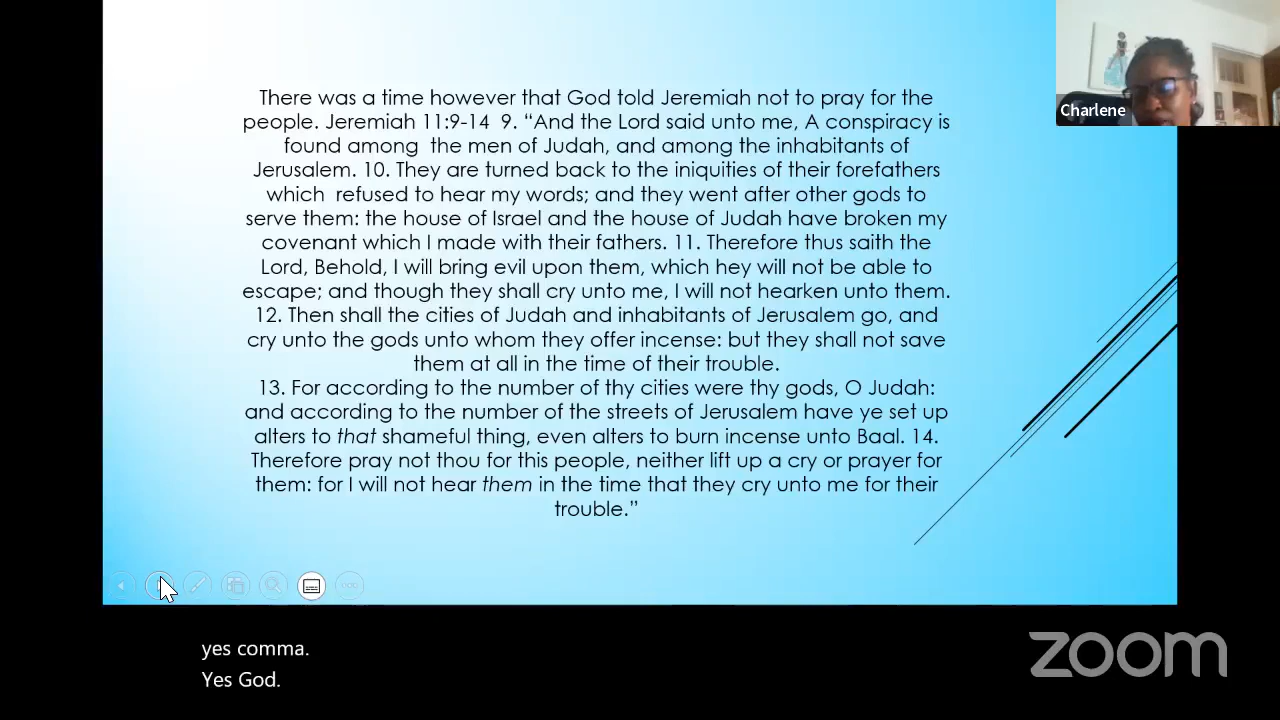 There was a time however that God told Jeremiah not to pray for the
people. Jeremiah 11:9-14  9. “And the Lord said unto me, A conspiracy is
found among  the men of Judah, and among the inhabitants of
Jerusalem. 10. They are turned back to the iniquities of their forefathers
which  refused to hear my words; and they went after other gods to
serve them: the house of Israel and the house of Judah have broken my
covenant which I made with their fathers. 11. Therefore thus saith the
Lord, Behold, I will bring evil upon them, which hey will not be able to
escape; and though they shall cry unto me, I will not hearken unto them.
12. Then shall the cities of Judah and inhabitants of Jerusalem go, and
cry unto the gods unto whom they offer incense: but they shall not save
them at all in the time of their trouble.
13. For according to the number of thy cities were thy gods, O Judah:
and according to the number of the streets of Jerusalem have ye set up
alters to that shameful thing, even alters to burn incense unto Baal. 14.
Therefore pray not thou for this people, neither lift up a cry or prayer for
them: for I will not hear them in the time that they cry unto me for their
trouble.”
Charlene
yes comma.
Yes God.
zoom